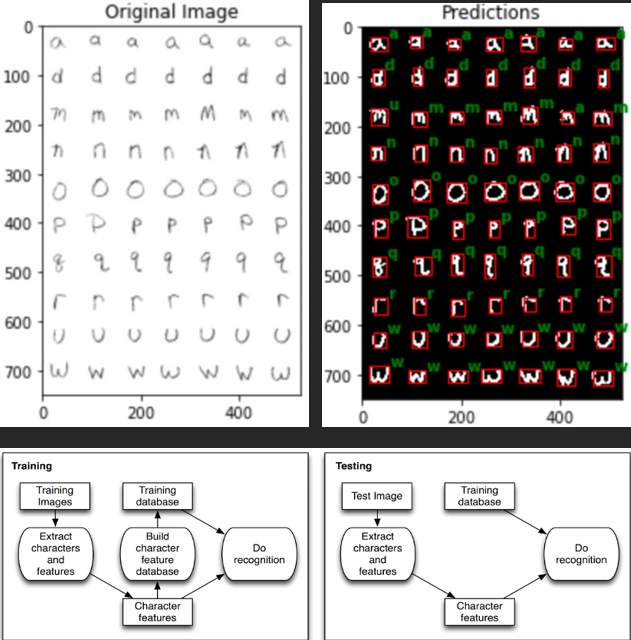 Original Image
0
a a a a a a a
100
d d d d d d d
m m m m m m m
200
n n n n n n n
300
O O O O O O O
400
P P P P P P P
500
q q q q q q q
r r r r r r r
600
U U U U U U U
700
W W W W W W W
0 200 400
Predictions
0
a a a a a a a
100
d d d d d d d
u m m m m a m
200
n n n n n n n
300
o o o o o o o
400
p p p p p p p
500
q q q q q q q
r r r r r r r
600
w w w w w w w
700
w w w w w w w
0 200 400
Training
Training
Images
Training
database
Extract
characters
and
features
Build
character
feature
database
Do
recognition
Character
features
Testing
Test Image
Training
database
Extract
characters
and
features
Do
recognition
Character
features